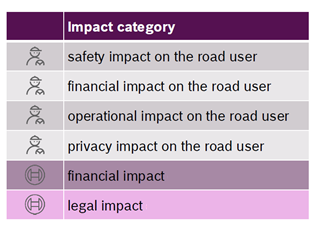 Impact category
safety impact on the road user
financial impact on the road user
operational impact on the road user
privacy impact on the road user
financial impact
legal impact